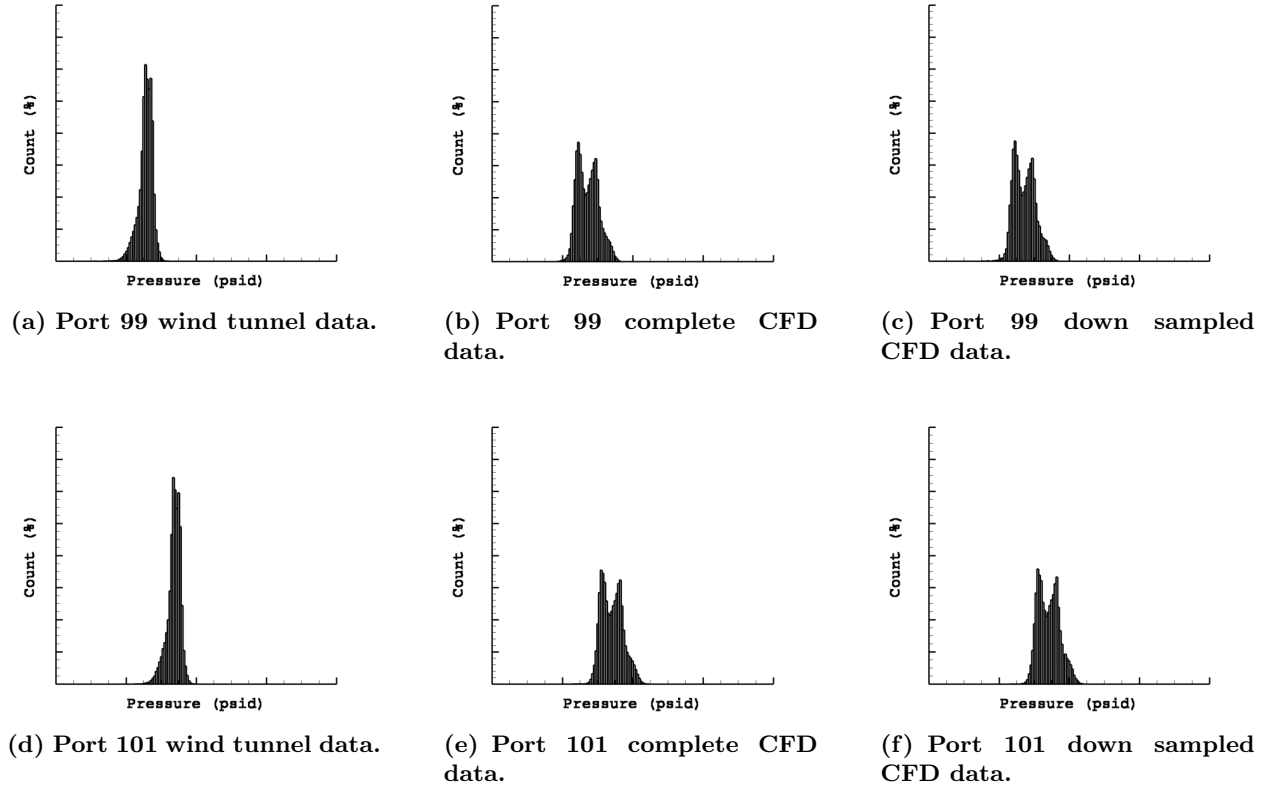 Count (%)
Pressure (psid)
(a) Port 99 wind tunnel data.
Count (%)
Pressure (psid)
(b) Port 99 complete CFD
data.
Count (%)
Pressure (psid)
(c) Port 99 down sampled
CFD data.
Count (%)
Pressure (psid)
(d) Port 101 wind tunnel data.
Count (%)
Pressure (psid)
(e) Port 101 complete CFD
data.
Count (%)
Pressure (psid)
(f) Port 101 down sampled
CFD data.